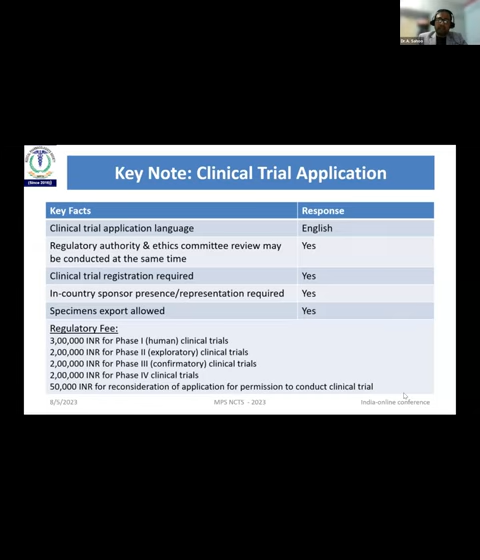 Dr.A. Sahoo
(Since 2016)
Key Note: Clinical Trial Application
Key Facts Response
Clinical trial application language English
Regulatory authority & ethics committee review may Yes
be conducted at the same time
Clinical trial registration required Yes
In-country sponsor presence/representation required Yes
Specimens export allowed Yes
Regulatory Fee:
3,00,000 INR for Phase I (human) clinical trials
2,00,000 INR for Phase II (exploratory) clinical trials
2,00,000 INR for Phase III (confirmatory) clinical trials
2,00,000 INR for Phase IV clinical trials
50,000 INR for reconsideration of application for permission to conduct clinical trial
8/5/2023 MPS NCTS - 2023 India-online conference